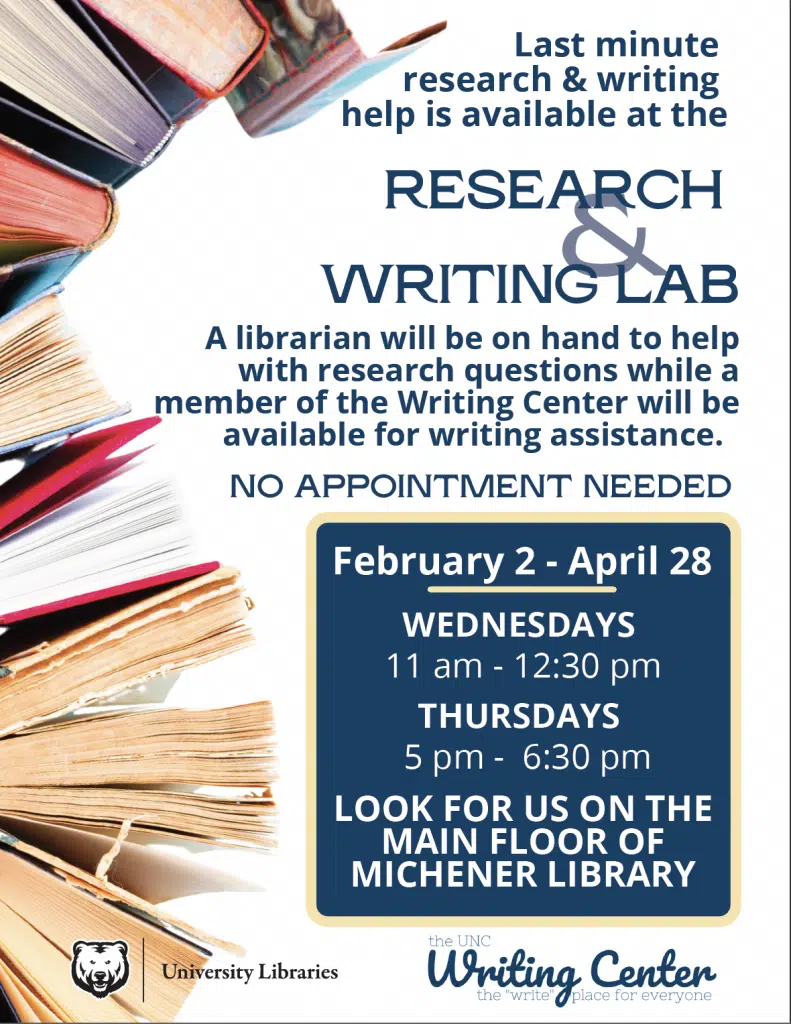 Last minute
research & writing
help is available at the
RESEARCH
&
WRITING LAB
A librarian will be on hand to help
with research questions while a
member of the Writing Center will be
available for writing assistance.
NO APPOINTMENT NEEDED
February 2 - April 28
WEDNESDAYS
11 am - 12:30 pm
THURSDAYS
5 pm - 6:30 pm
LOOK FOR US ON THE
MAIN FLOOR OF
MICHENER LIBRARY
University Libraries
the UNC
Writing Center
the "write" place for everyone